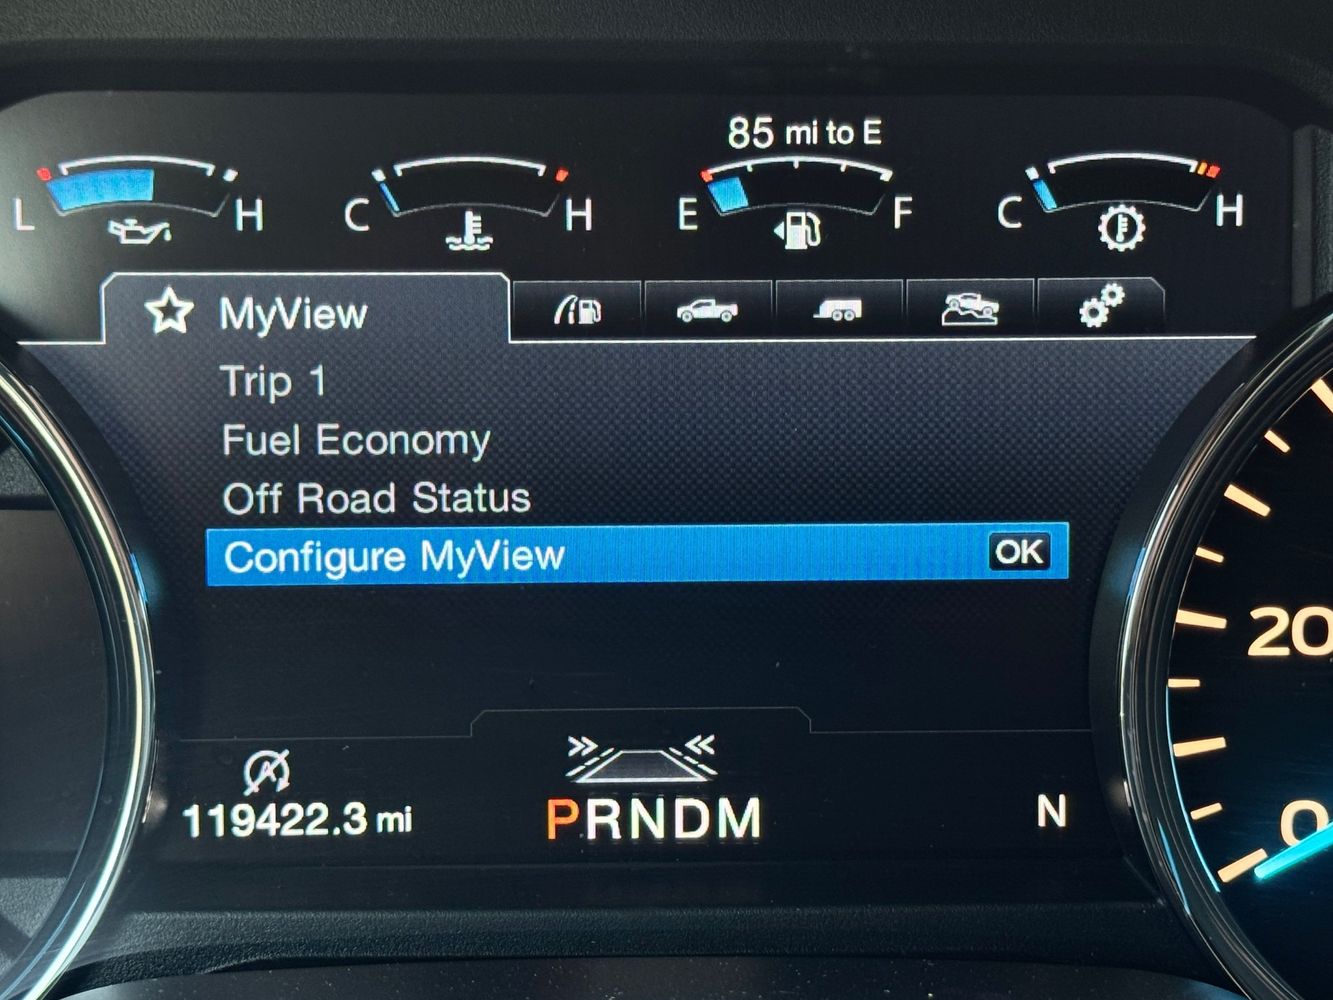 85 mi to E
L H C H E F C H
MyView
Trip 1
Fuel Economy
Off Road Status
Configure MyView OK
20
0
119422.3 mi PRNDM N